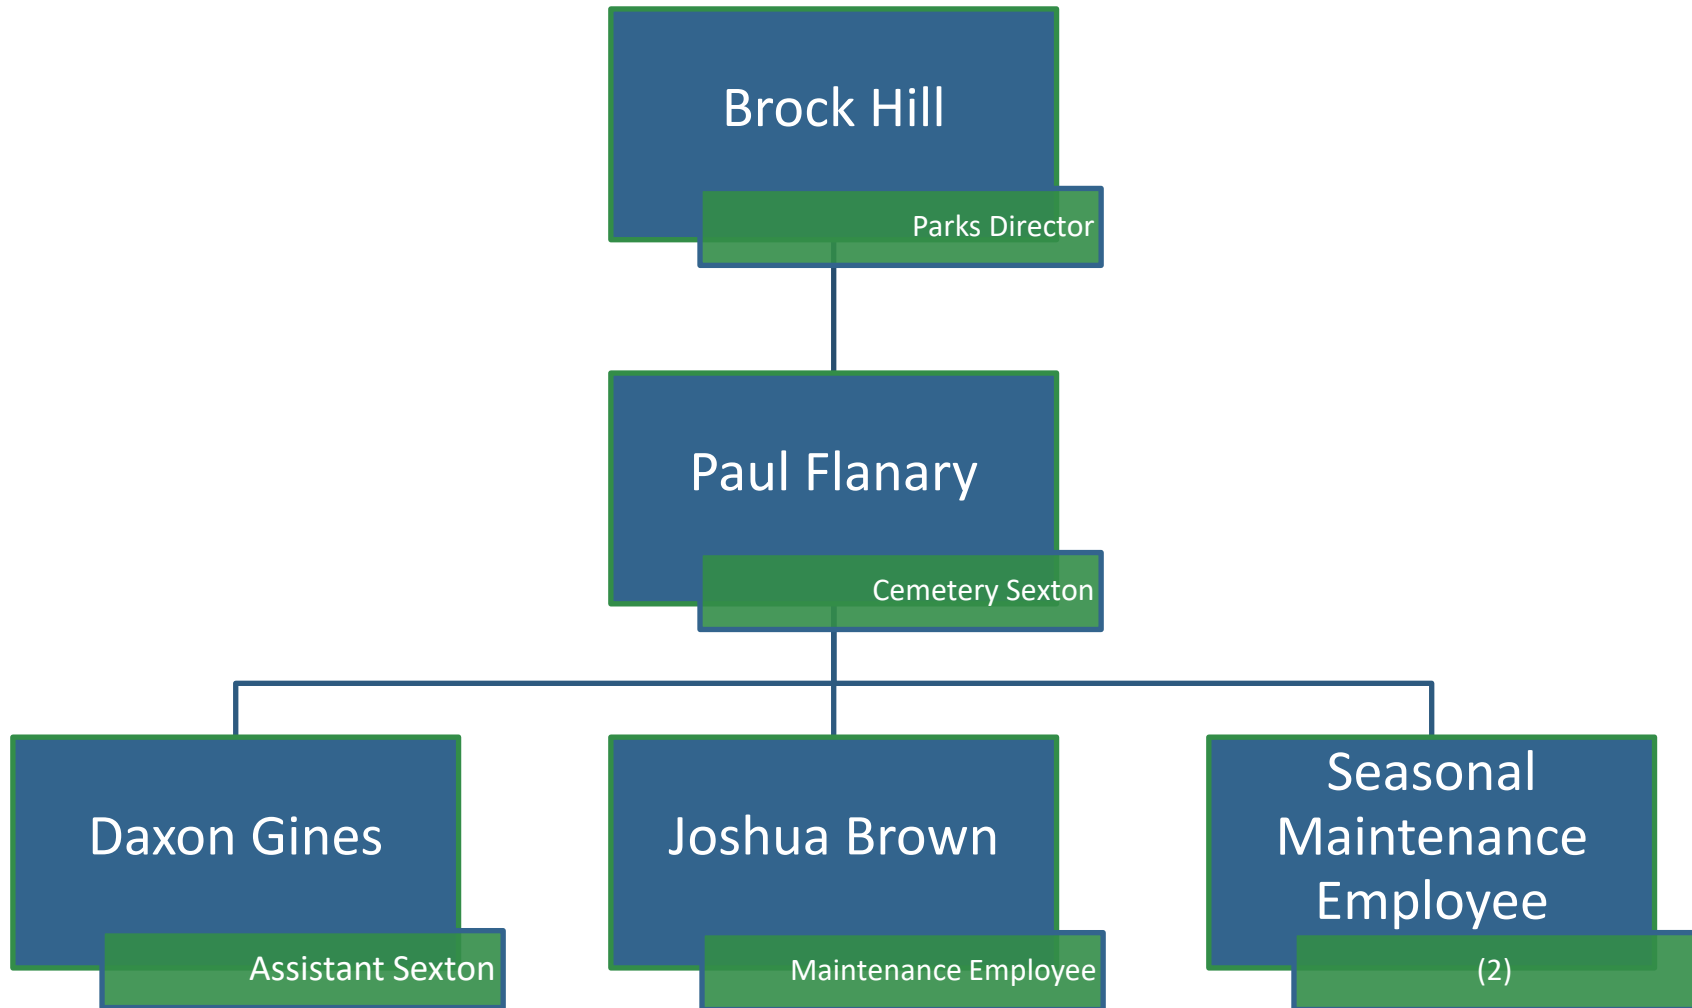 Brock Hill
Parks Director
Paul Flanary
Cemetery Sexton
Daxon Gines
Assistant Sexton
Joshua Brown
Maintenance Employee
Seasonal
Maintenance
Employee
(2)